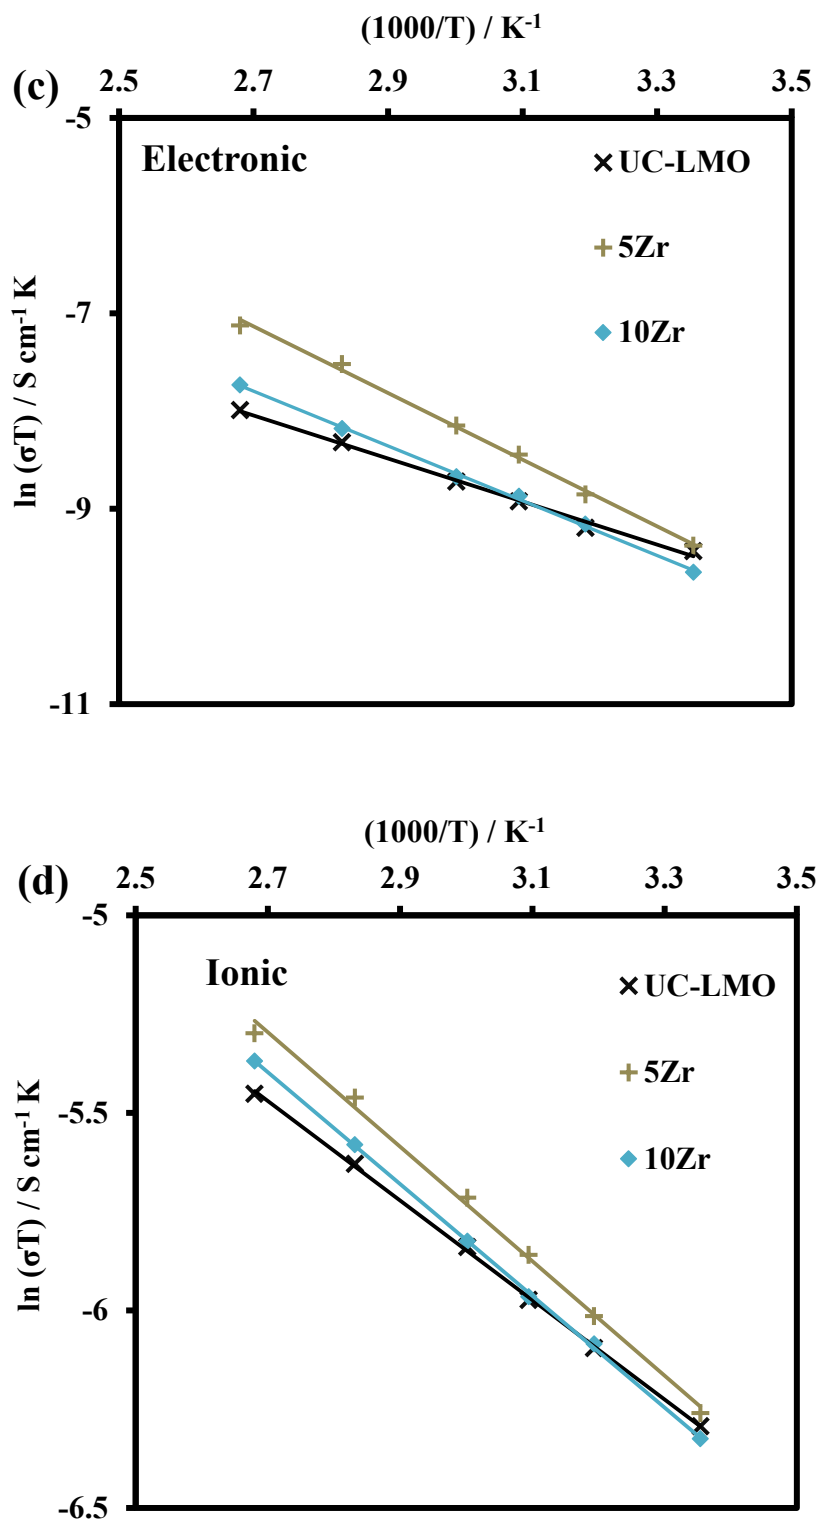 (1000/T) / K-1
(c)
2.5 2.7 2.9 3.1 3.3 3.5
-5
Electronic
UC-LMO
5Zr
-7
10Zr
ln (σT) / S cm-1 K
-9
-11
(1000/T) / K-1
(d)
2.5 2.7 2.9 3.1 3.3 3.5
-5
Ionic
UC-LMO
5Zr
-5.5
10Zr
ln (σT) / S cm-1 K
-6
-6.5